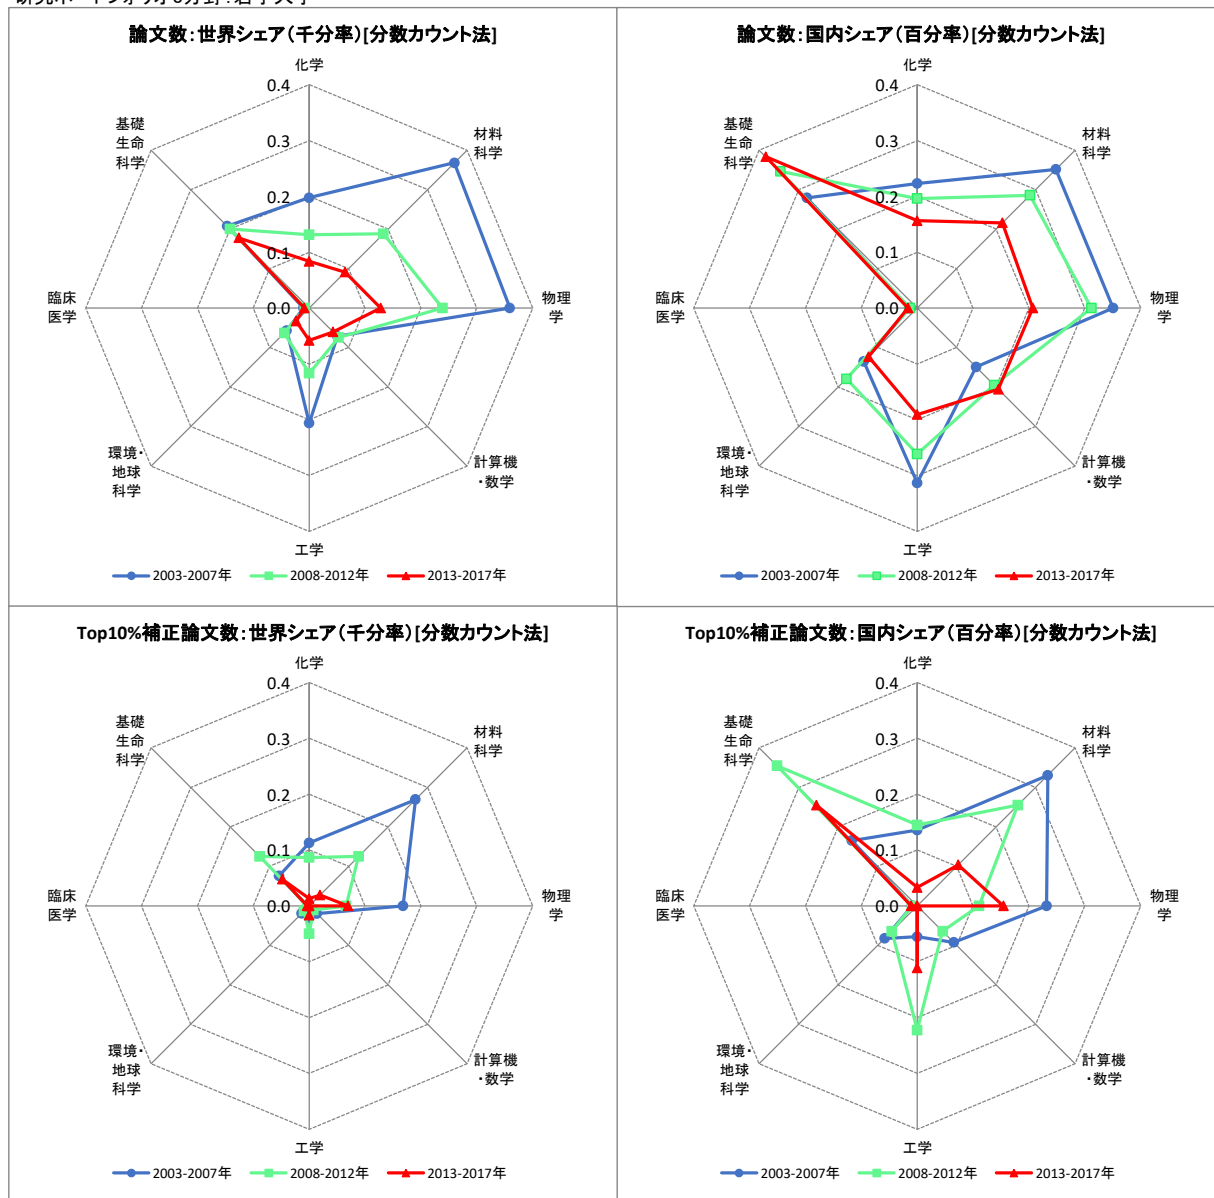 論文数:世界シェア(千分率)[分数カウント法]
化学
0.4
0.3
0.2
0.1
0.0
材料
科学
物理
学
計算機
・数学
工学
環境・
地球
科学
臨床
医学
基礎
生命
科学
2003-2007年
2008-2012年
2013-2017年
論文数:国内シェア(百分率)[分数カウント法]
化学
0.4
0.3
0.2
0.1
0.0
材料
科学
物理
学
計算機
・数学
工学
環境・
地球
科学
臨床
医学
基礎
生命
科学
2003-2007年
2008-2012年
2013-2017年
Top10%補正論文数:世界シェア(千分率)[分数カウント法]
化学
0.4
0.3
0.2
0.1
0.0
材料
科学
物理
学
計算機
・数学
工学
環境・
地球
科学
臨床
医学
基礎
生命
科学
2003-2007年
2008-2012年
2013-2017年
Top10%補正論文数:国内シェア(百分率)[分数カウント法]
化学
0.4
0.3
0.2
0.1
0.0
材料
科学
物理
学
計算機
・数学
工学
環境・
地球
科学
臨床
医学
基礎
生命
科学
2003-2007年
2008-2012年
2013-2017年